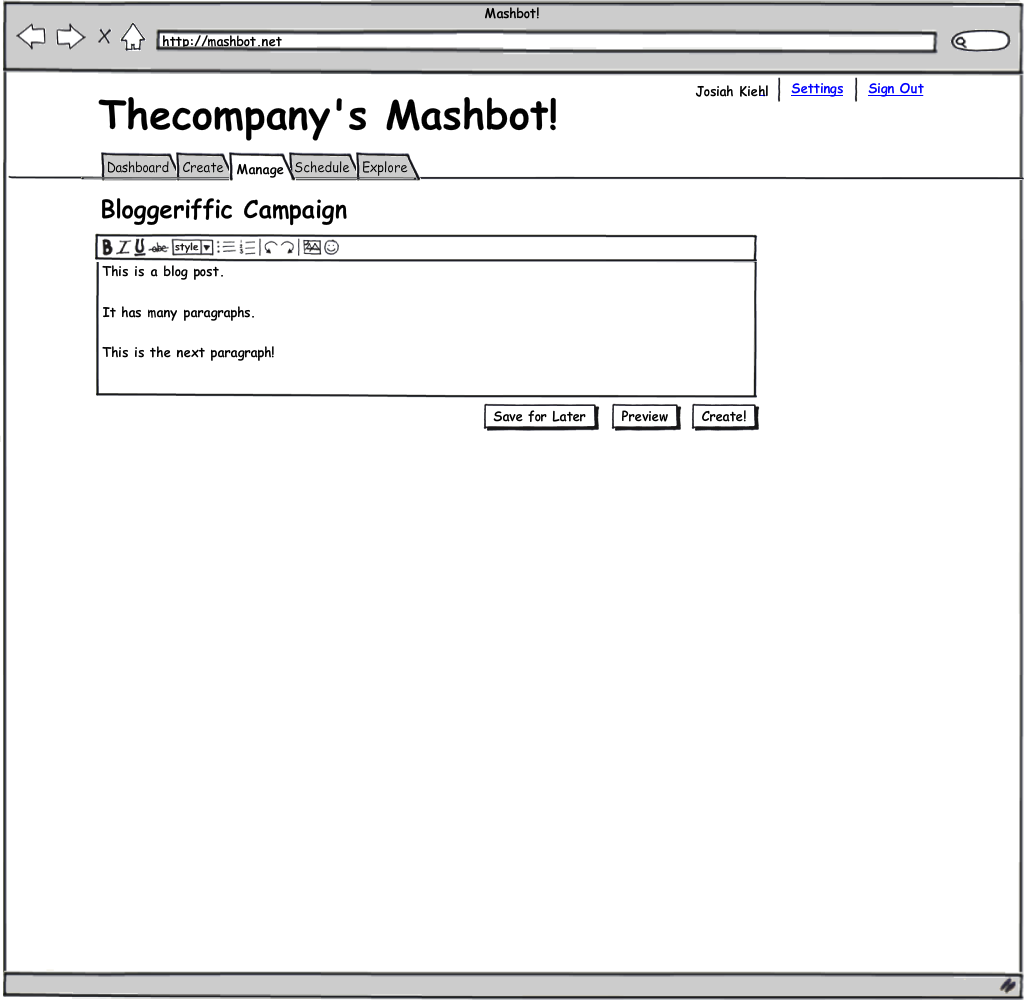 Mashbot!
http://mashbot.net
Josiah Kiehl Settings Sign Out
Thecompany's Mashbot!
Dashboard Create Manage Schedule Explore
Bloggeriffic Campaign
B I U abc style
This is a blog post.
It has many paragraphs.
This is the next paragraph!
Save for Later Preview Create!